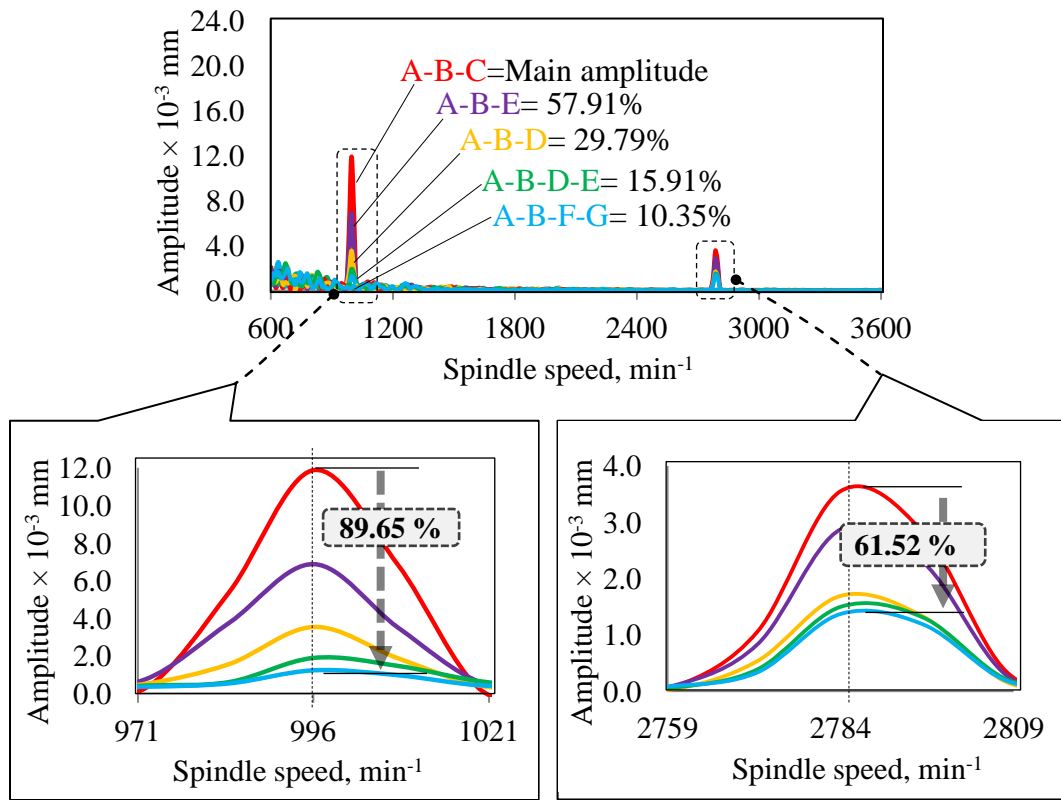 24.0
20.0
16.0
12.0
8.0
4.0
0.0
Amplitude × 10⁻³ mm
A-B-C=Main amplitude
A-B-E= 57.91%
A-B-D= 29.79%
A-B-D-E= 15.91%
A-B-F-G= 10.35%
600 1200 1800 2400 3000 3600
Spindle speed, min⁻¹
12.0
10.0
8.0
6.0
4.0
2.0
0.0
Amplitude × 10⁻³ mm
89.65 %
971 996 1021
Spindle speed, min⁻¹
4.0
3.0
2.0
1.0
0.0
Amplitude × 10⁻³ mm
61.52 %
2759 2784 2809
Spindle speed, min⁻¹